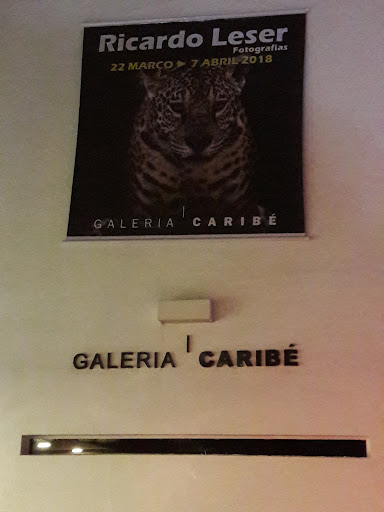 Ricardo Leser
Fotografias
22 MARÇO ▶ 7 ABRIL 2018
GALERIA | CARIBÉ
GALERIA | CARIBÉ